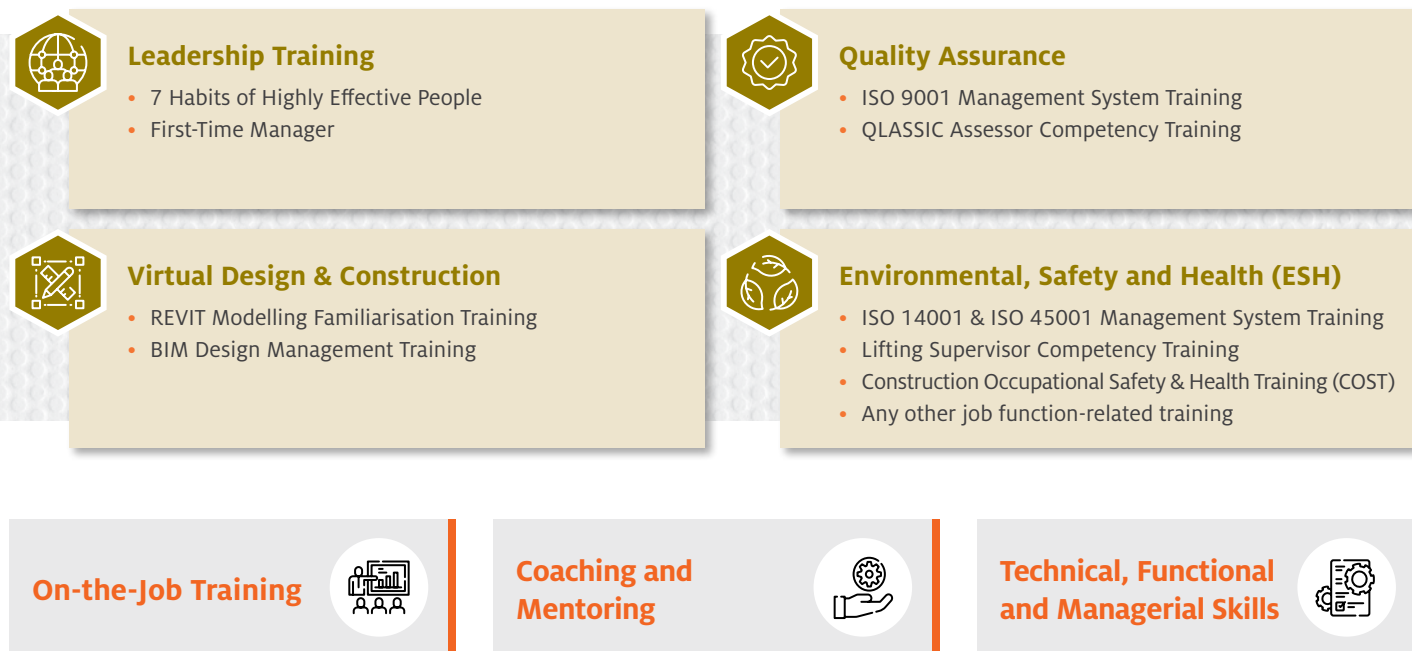 Leadership Training
• 7 Habits of Highly Effective People
• First-Time Manager
Quality Assurance
• ISO 9001 Management System Training
• QLASSIC Assessor Competency Training
Virtual Design & Construction
• REVIT Modelling Familiarisation Training
• BIM Design Management Training
Environmental, Safety and Health (ESH)
• ISO 14001 & ISO 45001 Management System Training
• Lifting Supervisor Competency Training
• Construction Occupational Safety & Health Training (COST)
• Any other job function-related training
On-the-Job Training
Coaching and
Mentoring
Technical, Functional
and Managerial Skills